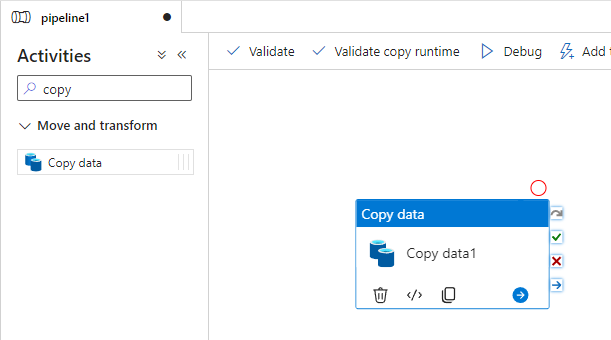 pipeline1
Activities
copy
Move and transform
Copy data
Validate
Validate copy runtime
Debug
Add
Copy data
Copy data1